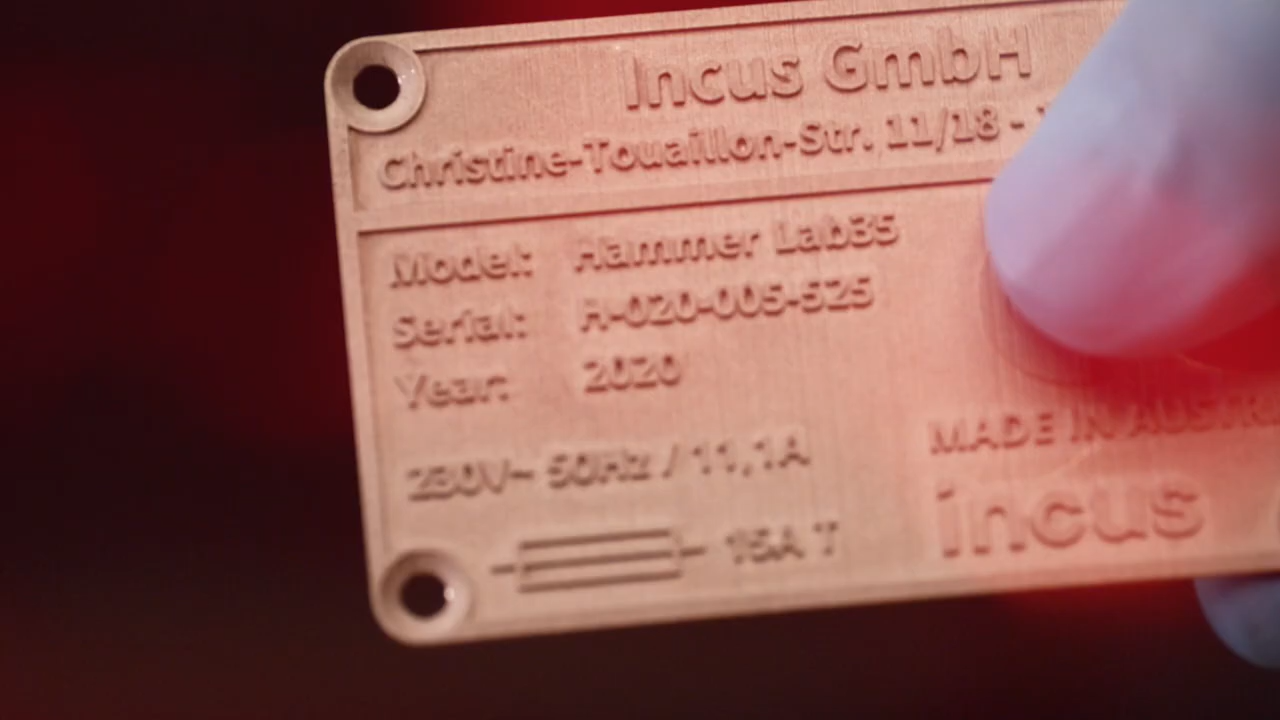 Incus GmbH
Christine-Touaillon-Str. 11/18 -
Model: Hammer Lab35
Serial: R-020-005-525
Year: 2020
230V~ 50Hz / 11,1A
15A T
MADE IN AUSTR
incus